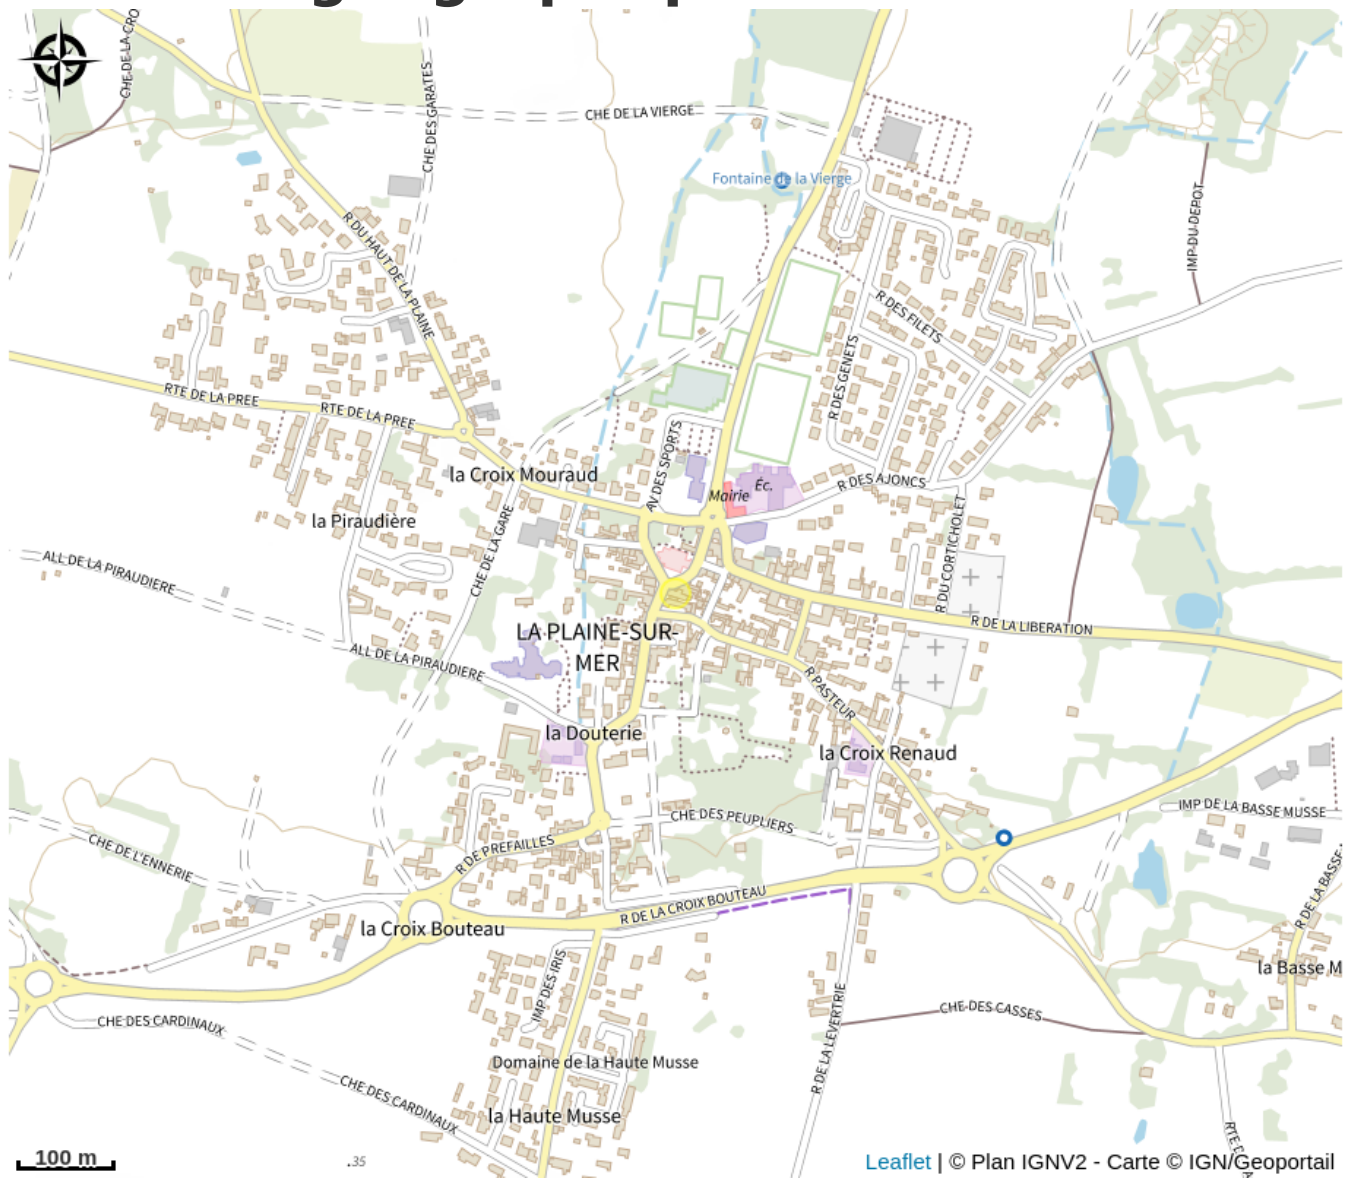 CHE DE LA CRO
CHE DES GARATES
CHE DE LA VIERGE
Fontaine de la Vierge
IMP DU DEPOT
R DU HAUT DE LA PLAINE
R DES FILETS
R DES GENETS
RTE DE LA PREE
RTE DE LA PREE
AV DES SPORTS
la Croix Mouraud
Éc.
Mairie
R DES AJONCS
la Piraudière
CHE DE LA GARE
R DU CORTICHOLET
ALL DE LA PIRAUDIERE
R DE LA LIBERATION
LA PLAINE-SUR-
MER
ALL DE LA PIRAUDIERE
R PASTEUR
la Douterie
la Croix Renaud
IMP DE LA BASSE MUSSE
CHE DES PEUPLIERS
CHE DE L'ENNERIE
R DE PREFAILLES
R DE LA BASSE
R DE LA CROIX BOUTEAU
la Croix Bouteau
la Basse M
IMP DES IRIS
CHE DES CASSES
CHE DES CARDINAUX
R DE LA LEVERTRIE
Domaine de la Haute Musse
CHE DES CARDINAUX
la Haute Musse
100 m
.35
Leaflet | © Plan IGNV2 - Carte © IGN/Geoportail